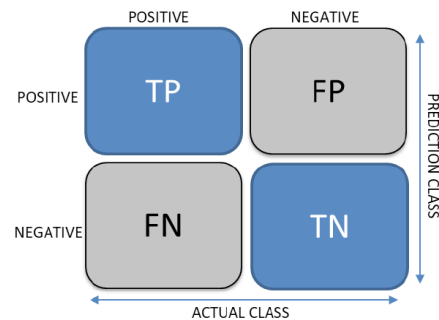 POSITIVE NEGATIVE
POSITIVE TP FP
NEGATIVE FN TN
PREDICTION CLASS
ACTUAL CLASS